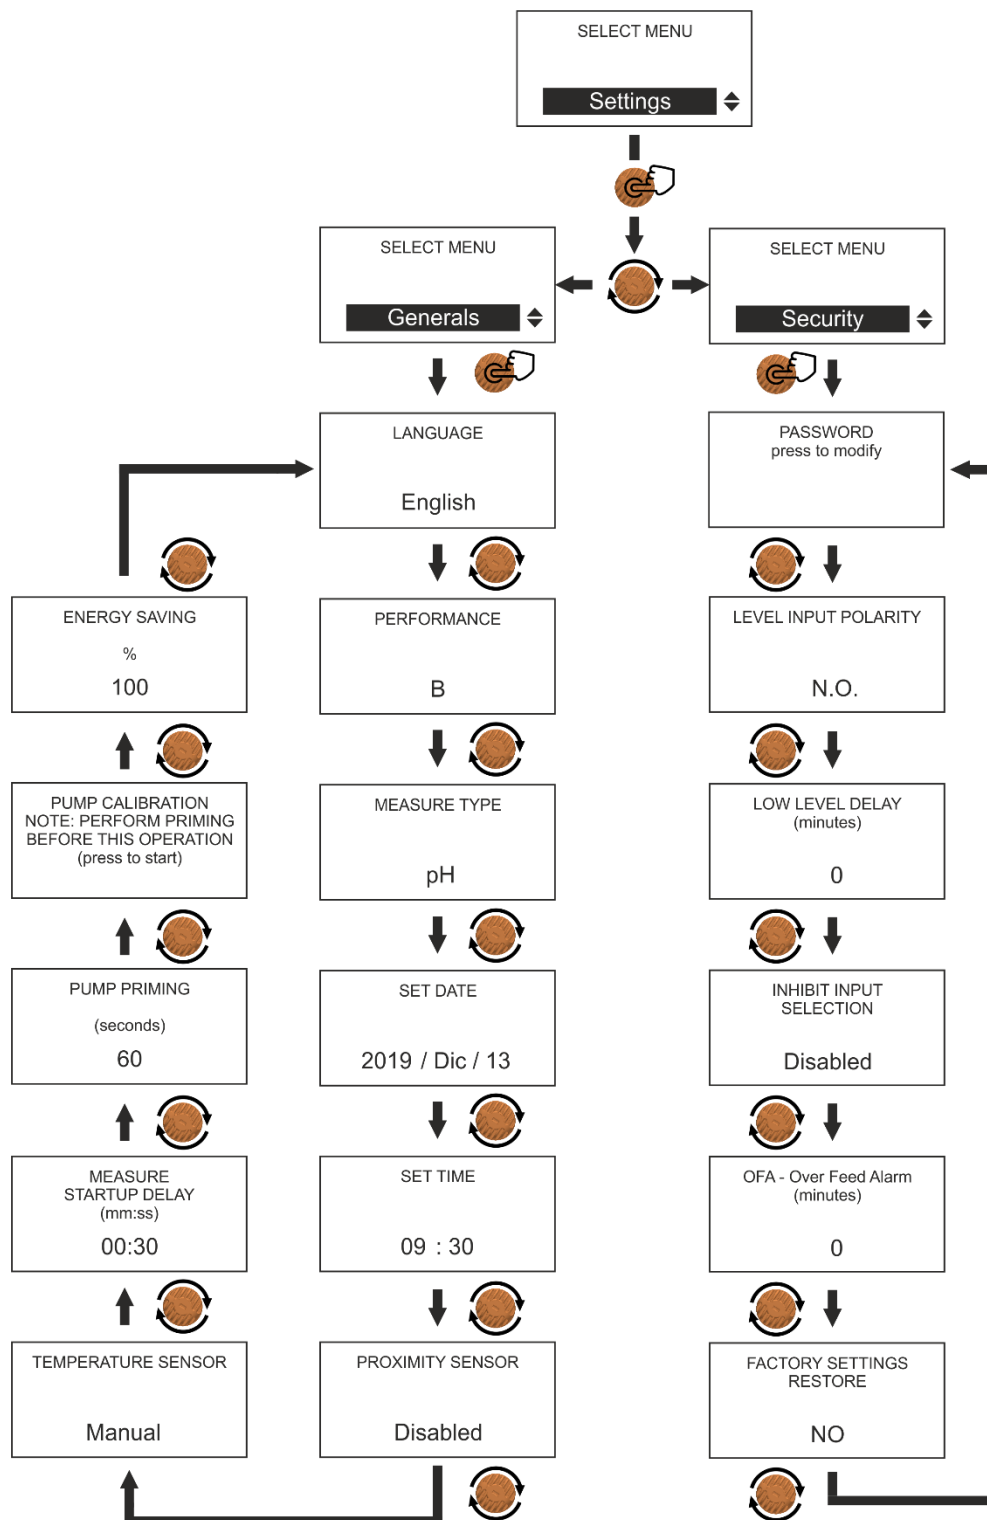 SELECT MENU
Settings
SELECT MENU
Generals
SELECT MENU
Security
LANGUAGE
English
PASSWORD
press to modify
ENERGY SAVING
%
100
PERFORMANCE
B
LEVEL INPUT POLARITY
N.O.
PUMP CALIBRATION
NOTE: PERFORM PRIMING
BEFORE THIS OPERATION
(press to start)
MEASURE TYPE
pH
LOW LEVEL DELAY
(minutes)
0
PUMP PRIMING
(seconds)
60
SET DATE
2019 / Dic / 13
INHIBIT INPUT
SELECTION
Disabled
MEASURE
STARTUP DELAY
(mm:ss)
00:30
SET TIME
09 : 30
OFA - Over Feed Alarm
(minutes)
0
TEMPERATURE SENSOR
Manual
PROXIMITY SENSOR
Disabled
FACTORY SETTINGS
RESTORE
NO